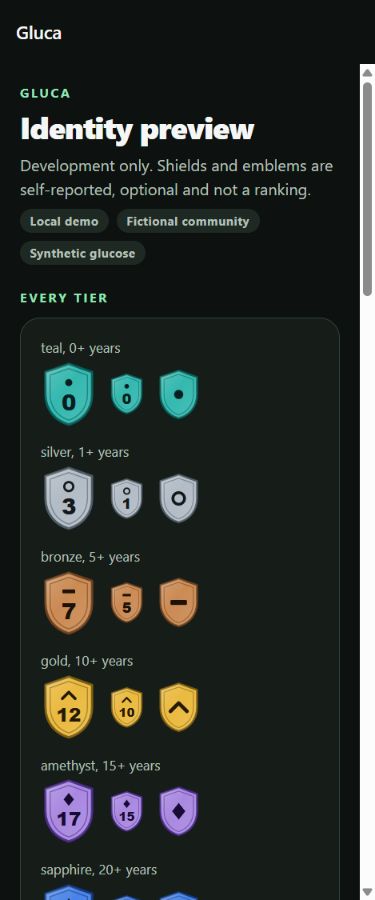 Gluca
GLUCA
Identity preview
Development only. Shields and emblems are
self-reported, optional and not a ranking.
Local demo Fictional community
Synthetic glucose
EVERY TIER
teal, 0+ years
0 0
silver, 1+ years
3 1
bronze, 5+ years
7 5
gold, 10+ years
12 10
amethyst, 15+ years
17 15
sapphire, 20+ years